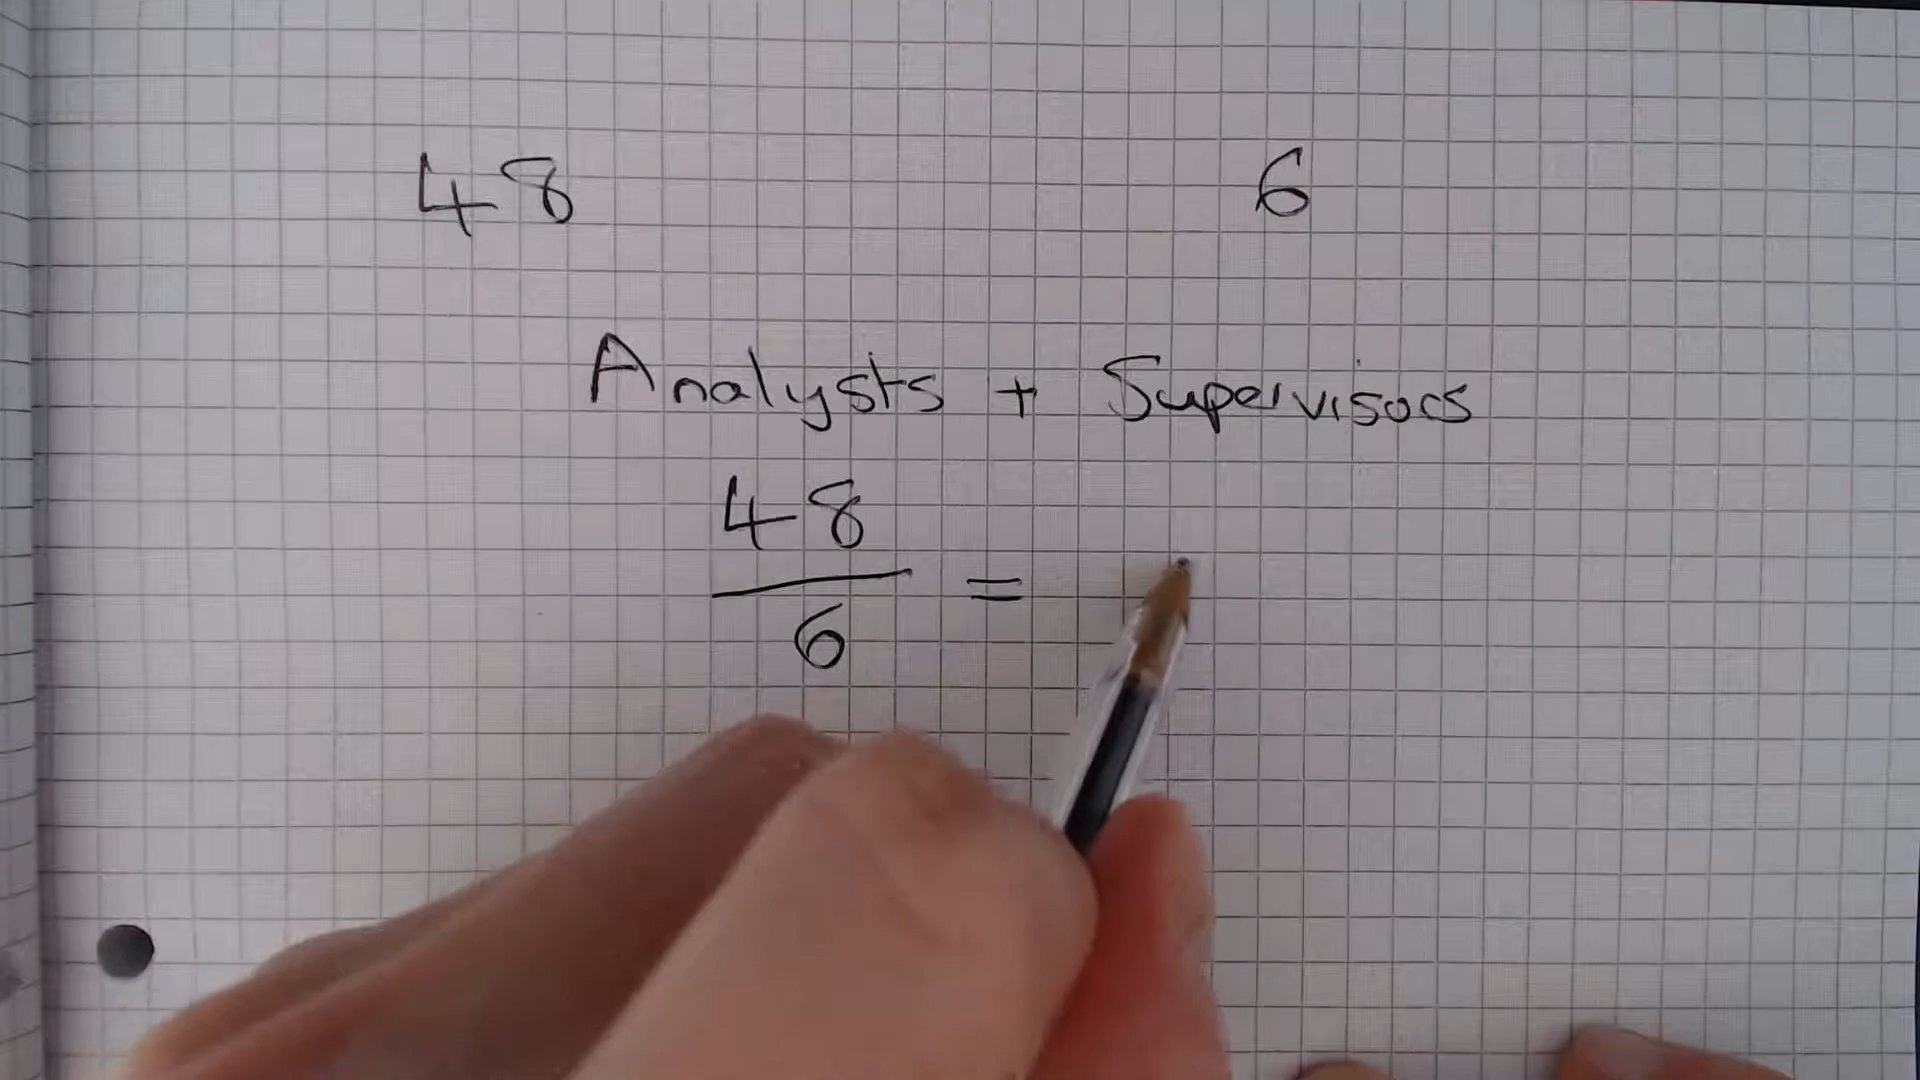 48 6
Analysts + Supervisors
48
6 =